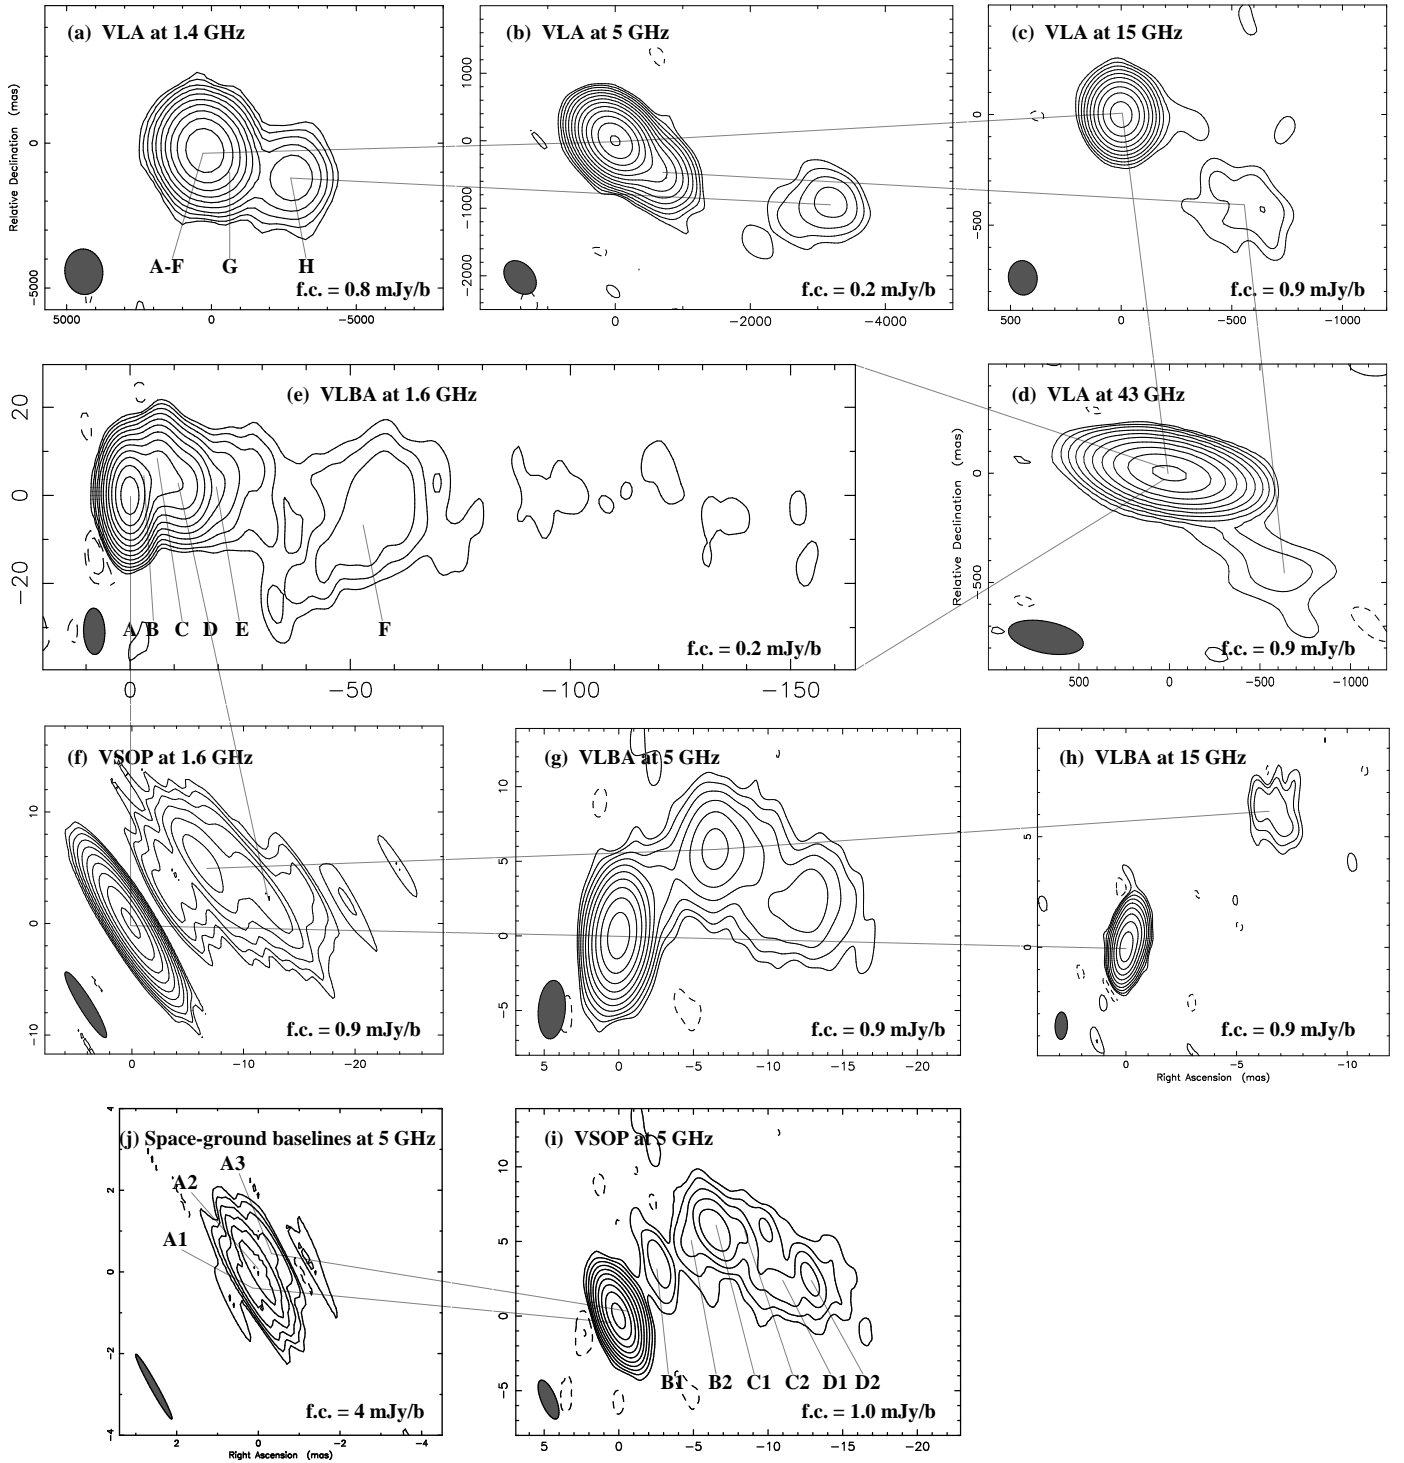 (a) VLA at 1.4 GHz
Relative Declination (mas)
0
−5000
A-F G H
f.c. = 0.8 mJy/b
5000 0 −5000
(b) VLA at 5 GHz
1000
0
−1000
−2000
f.c. = 0.2 mJy/b
0 −2000 −4000
(c) VLA at 15 GHz
0
−500
f.c. = 0.9 mJy/b
500 0 −500 −1000
(e) VLBA at 1.6 GHz
20
0
−20
A B C D E F
f.c. = 0.2 mJy/b
0 −50 −100 −150
(d) VLA at 43 GHz
Relative Declination (mas)
0
−500
f.c. = 0.9 mJy/b
500 0 −500 −1000
(f) VSOP at 1.6 GHz
10
0
−10
f.c. = 0.9 mJy/b
0 −10 −20
(g) VLBA at 5 GHz
10
5
0
−5
f.c. = 0.9 mJy/b
5 0 −5 −10 −15 −20
(h) VLBA at 15 GHz
5
0
f.c. = 0.9 mJy/b
0 −5 −10
Right Ascension (mas)
(j) Space-ground baselines at 5 GHz
4
2
0
−2
−4
A3
A2
A1
f.c. = 4 mJy/b
2 0 −2 −4
Right Ascension (mas)
(i) VSOP at 5 GHz
10
5
0
−5
B1 B2 C1 C2 D1 D2
f.c. = 1.0 mJy/b
5 0 −5 −10 −15 −20